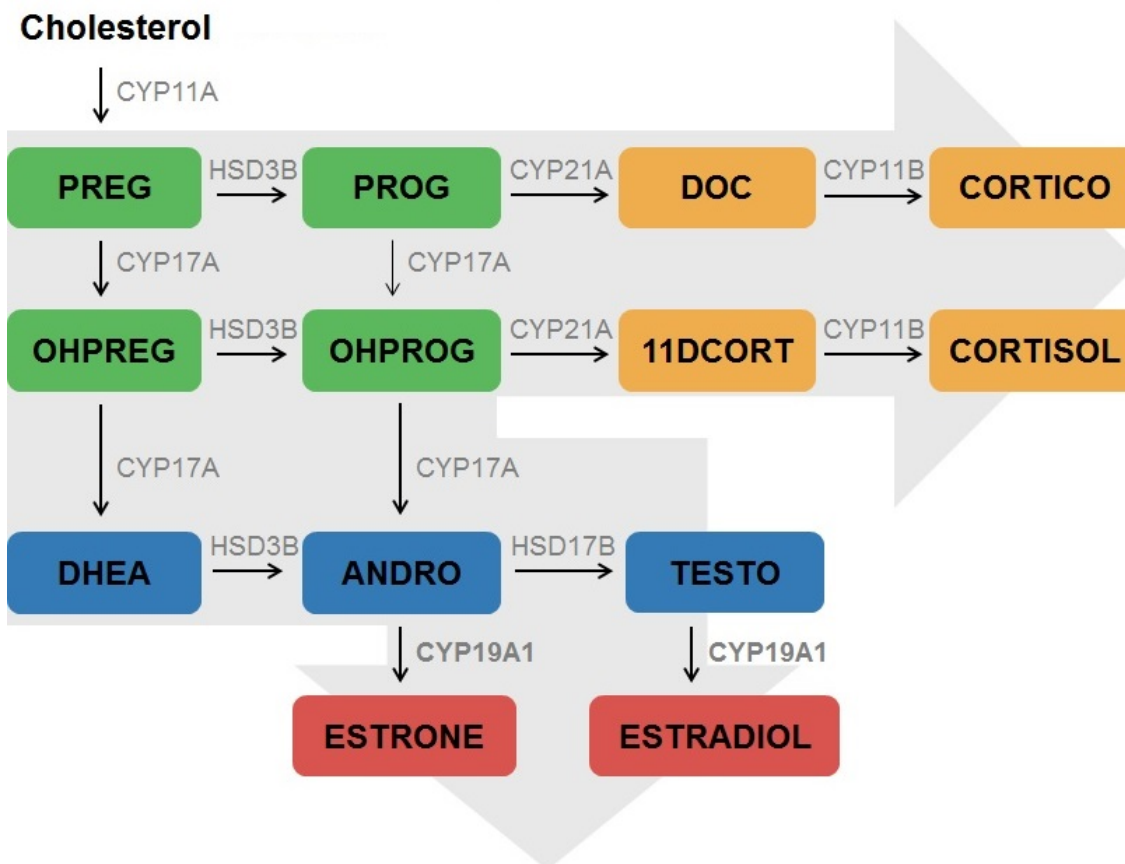 Cholesterol
CYP11A
PREG
HSD3B
PROG
CYP21A
DOC
CYP11B
CORTICO
CYP17A
CYP17A
OHPREG
HSD3B
OHPROG
CYP21A
11DCORT
CYP11B
CORTISOL
CYP17A
CYP17A
DHEA
HSD3B
ANDRO
HSD17B
TESTO
CYP19A1
CYP19A1
ESTRONE
ESTRADIOL